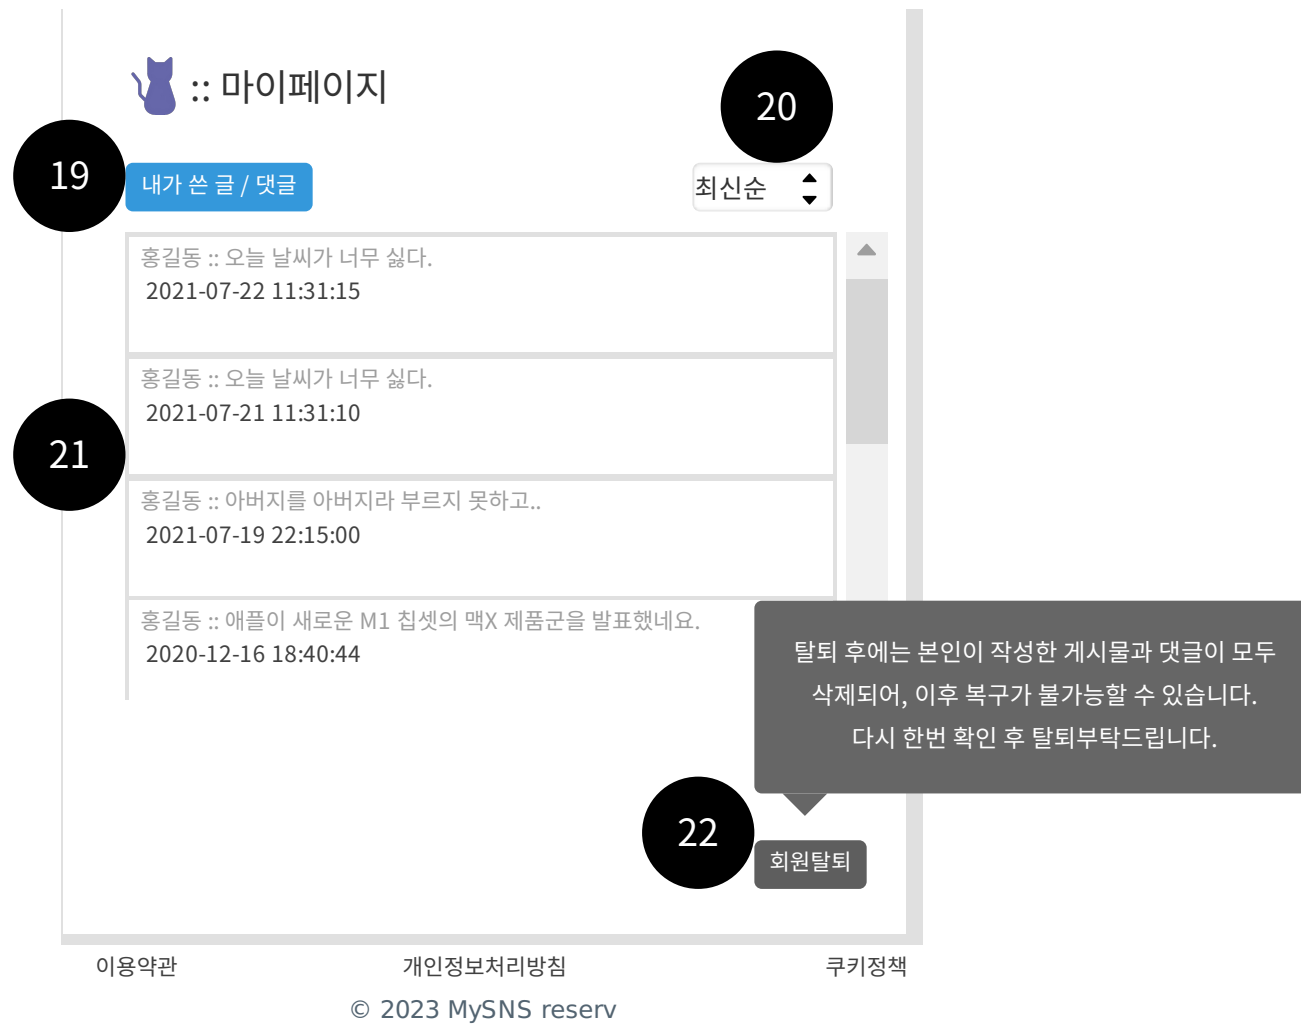 :: 마이페이지
20
19
내가 쓴 글 / 댓글
최신순
홍길동 :: 오늘 날씨가 너무 싫다.
2021-07-22 11:31:15
홍길동 :: 오늘 날씨가 너무 싫다.
2021-07-21 11:31:10
21
홍길동 :: 아버지를 아버지라 부르지 못하고..
2021-07-19 22:15:00
홍길동 :: 애플이 새로운 M1 칩셋의 맥X 제품군을 발표했네요.
2020-12-16 18:40:44
탈퇴 후에는 본인이 작성한 게시물과 댓글이 모두
삭제되어, 이후 복구가 불가능할 수 있습니다.
다시 한번 확인 후 탈퇴부탁드립니다.
22
회원탈퇴
이용약관 개인정보처리방침 쿠키정책
© 2023 MySNS reserv